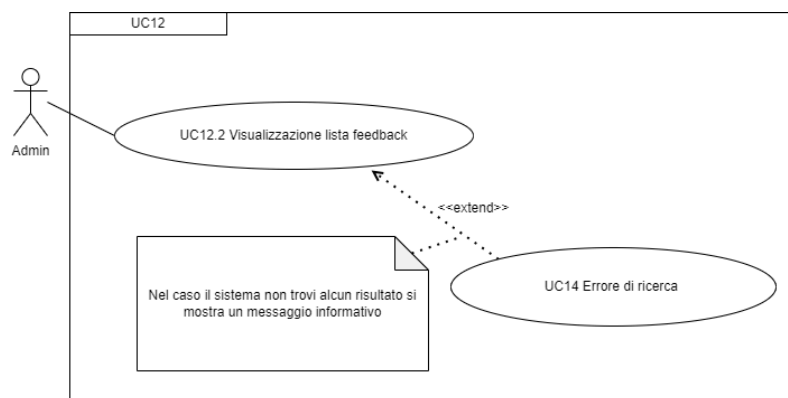 UC12
Admin
UC12.2 Visualizzazione lista feedback
<<extend>>
Nel caso il sistema non trovi alcun risultato si
mostra un messaggio informativo
UC14 Errore di ricerca